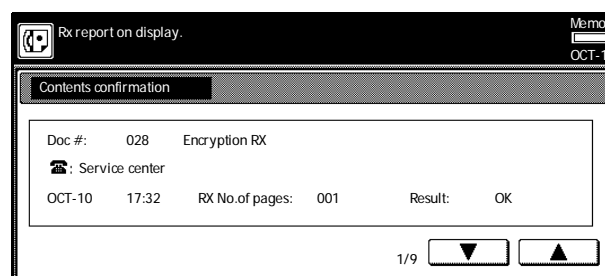 Rx report on display.
Memo
OCT-1
Contents confirmation
Doc #: 028 Encryption RX
☎: Service center
OCT-10 17:32 RX No.of pages: 001 Result: OK
1/9 ▼ ▲